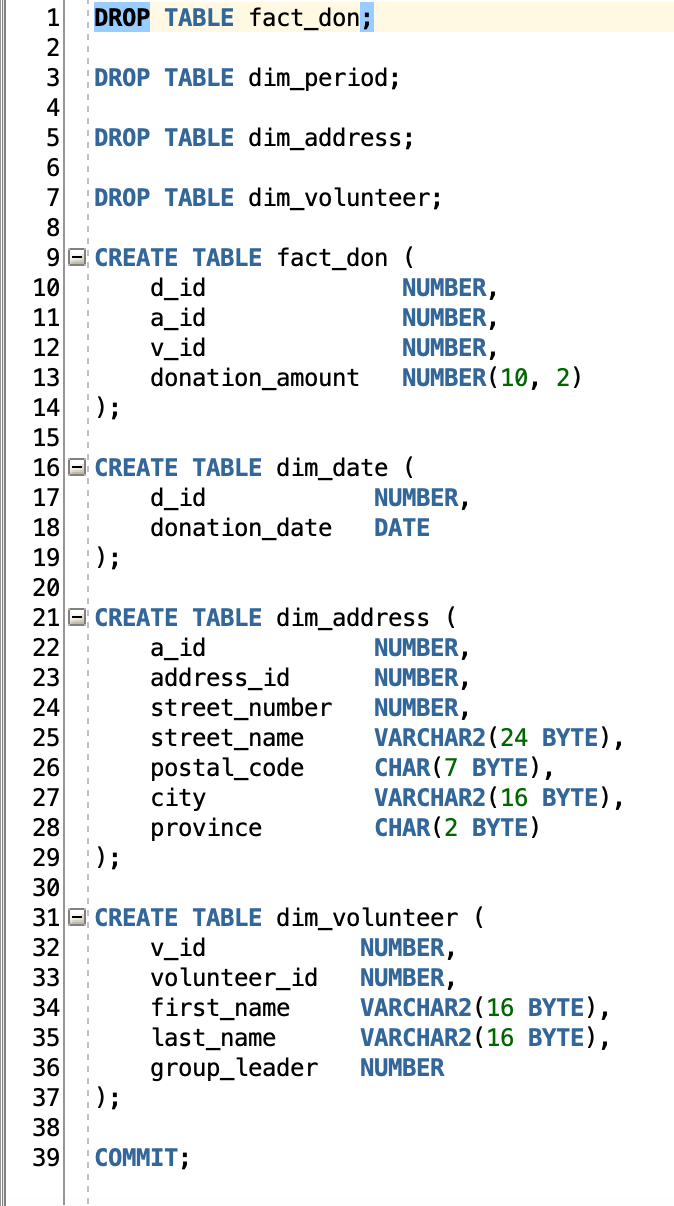 1 DROP TABLE fact_don;
2
3 DROP TABLE dim_period;
4
5 DROP TABLE dim_address;
6
7 DROP TABLE dim_volunteer;
8
9 CREATE TABLE fact_don (
10     d_id              NUMBER,
11     a_id              NUMBER,
12     v_id              NUMBER,
13     donation_amount   NUMBER(10, 2)
14 );
15
16 CREATE TABLE dim_date (
17     d_id            NUMBER,
18     donation_date   DATE
19 );
20
21 CREATE TABLE dim_address (
22     a_id            NUMBER,
23     address_id      NUMBER,
24     street_number   NUMBER,
25     street_name     VARCHAR2(24 BYTE),
26     postal_code     CHAR(7 BYTE),
27     city            VARCHAR2(16 BYTE),
28     province        CHAR(2 BYTE)
29 );
30
31 CREATE TABLE dim_volunteer (
32     v_id           NUMBER,
33     volunteer_id   NUMBER,
34     first_name     VARCHAR2(16 BYTE),
35     last_name      VARCHAR2(16 BYTE),
36     group_leader   NUMBER
37 );
38
39 COMMIT;